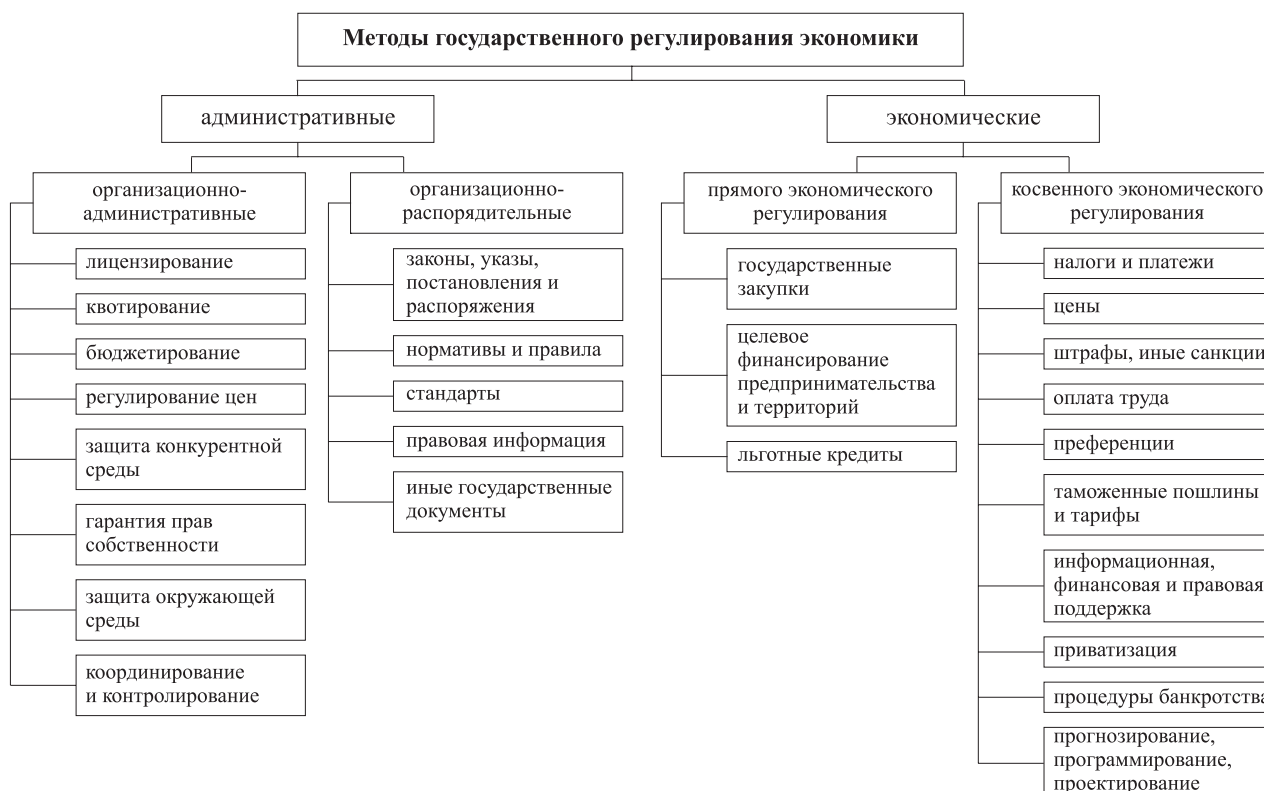 Методы государственного регулирования экономики
административные
экономические
организационно-
административные
лицензирование
квотирование
бюджетирование
регулирование цен
защита конкурентной
среды
гарантия прав
собственности
защита окружающей
среды
координирование
и контролирование
организационно-
распорядительные
законы, указы,
постановления и
распоряжения
нормативы и правила
стандарты
правовая информация
иные государственные
документы
прямого экономического
регулирования
государственные
закупки
целевое
финансирование
предпринимательства
и территорий
льготные кредиты
косвенного экономического
регулирования
налоги и платежи
цены
штрафы, иные санкции
оплата труда
преференции
таможенные пошлины
и тарифы
информационная,
финансовая и правовая
поддержка
приватизация
процедуры банкротства
прогнозирование,
программирование,
проектирование